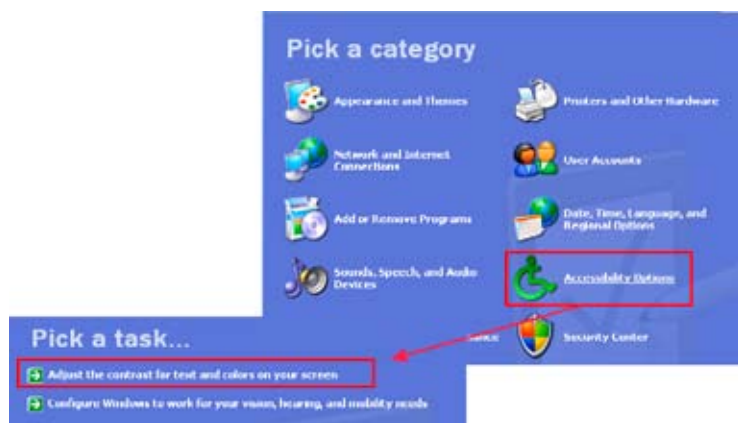 Pick a category
Appearance and Themes
Printers and Other Hardware
Network and Internet
Connections
User Accounts
Add or Remove Programs
Date, Time, Language, and
Regional Options
Sounds, Speech, and Audio
Devices
Accessibility Options
Security Center
Pick a task...
Adjust the contrast for text and colors on your screen
Configure Windows to work for your vision, hearing, and mobility needs